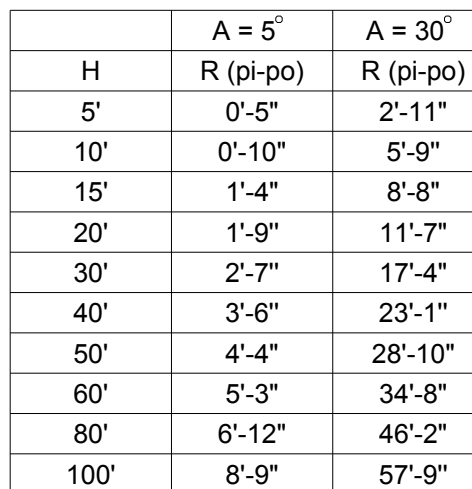 A = 5° A = 30°
H R (pi-po) R (pi-po)
5' 0'-5" 2'-11"
10' 0'-10" 5'-9"
15' 1'-4" 8'-8"
20' 1'-9" 11'-7"
30' 2'-7" 17'-4"
40' 3'-6" 23'-1"
50' 4'-4" 28'-10"
60' 5'-3" 34'-8"
80' 6'-12" 46'-2"
100' 8'-9" 57'-9"